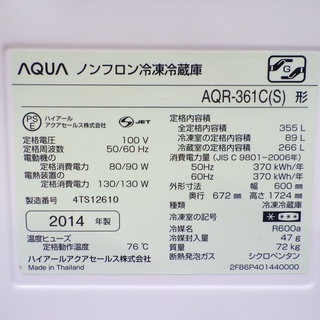 AQUA ノンフロン冷凍冷蔵庫
AQR-361C(S) 形
PS
E
JET
ハイアール
アクアセールス株式会社
定格電圧 100 V
定格周波数 50/60 Hz
電動機の
定格消費電力 80/90 W
電熱装置の
定格消費電力 130/130 W
製造番号 4TS12610
2014 年製
温度ヒューズ
定格動作温度 76℃
ハイアールアクアセールス株式会社
Made in Thailand
定格内容積
全定格内容積 355 L
冷凍室の定格内容積 89 L
冷蔵室の定格内容積 266 L
消費電力量 (JIS C 9801-2006年)
50Hz 370 kWh/年
60Hz 370 kWh/年
外形寸法 幅 600 mm
奥行 672 mm 高さ 1724 mm
種類 冷凍冷蔵庫
冷凍室の記号
冷媒 R600a
冷媒封入量 47 g
質量 72 kg
断熱発泡ガス シクロペンタン
2FB6P401440000